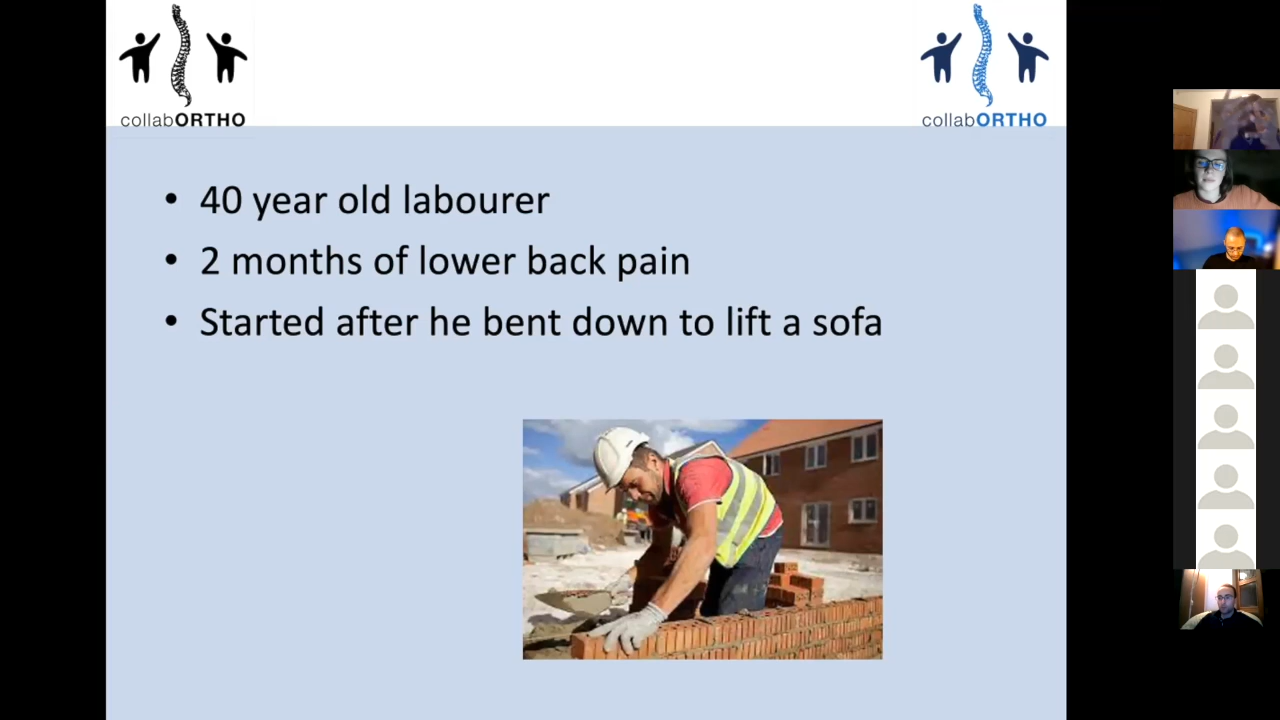 collabORTHO
collabORTHO
• 40 year old labourer
• 2 months of lower back pain
• Started after he bent down to lift a sofa